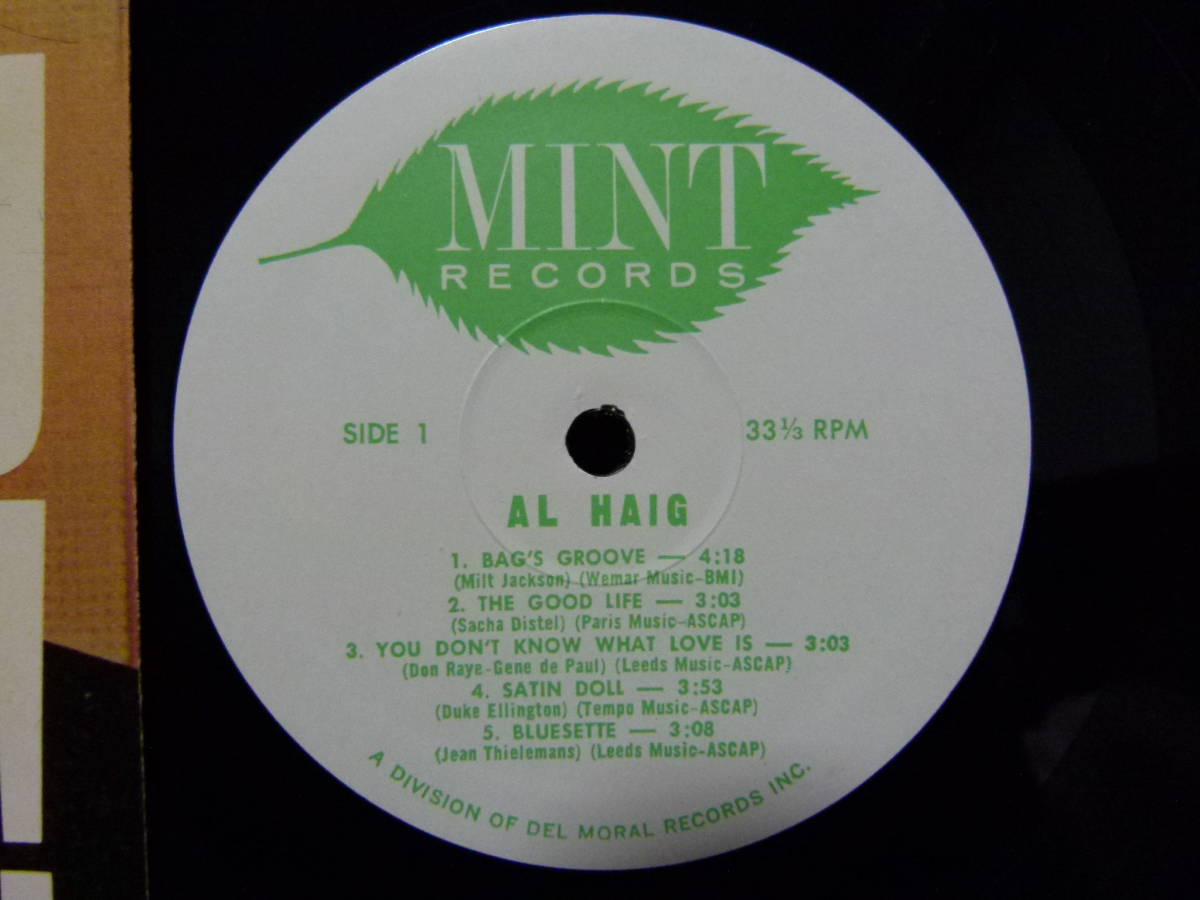 MINT
RECORDS
SIDE 1
33 ⅓ RPM
AL HAIG
1. BAG'S GROOVE — 4:18
(Milt Jackson) (Wemar Music-BMI)
2. THE GOOD LIFE — 3:03
(Sacha Distel) (Paris Music-ASCAP)
3. YOU DON'T KNOW WHAT LOVE IS — 3:03
(Don Raye-Gene de Paul) (Leeds Music-ASCAP)
4. SATIN DOLL — 3:53
(Duke Ellington) (Tempo Music-ASCAP)
5. BLUESETTE — 3:08
(Jean Thielemans) (Leeds Music-ASCAP)
A DIVISION OF DEL MORAL RECORDS INC.